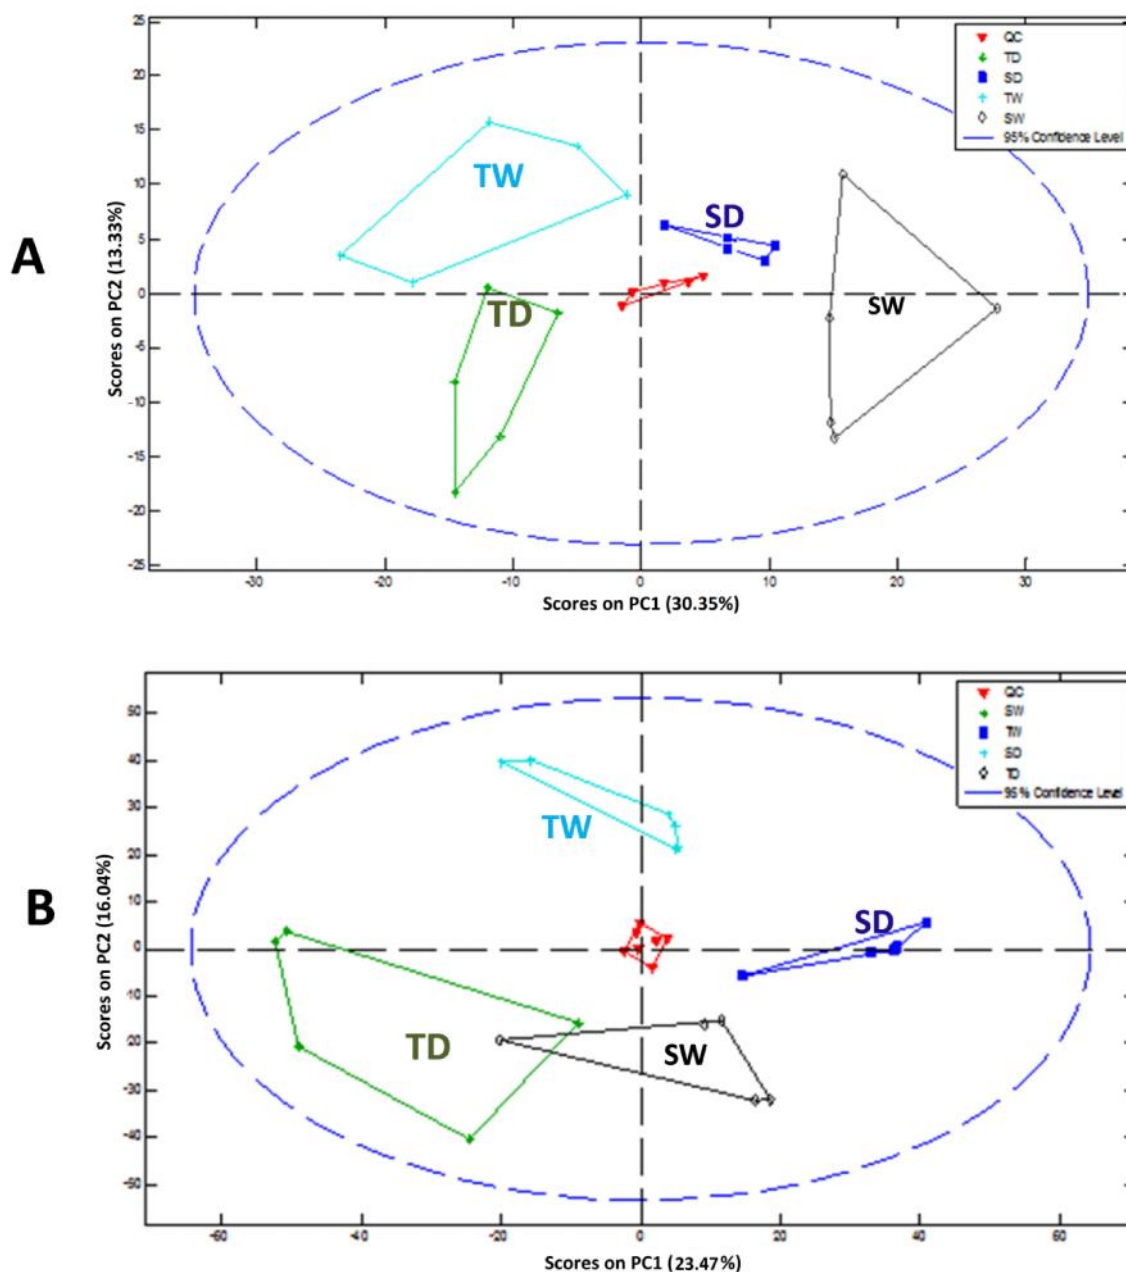 A
Scores on PC2 (13.33%)
25
20
15
10
5
0
-5
-10
-15
-20
-25
TW
SD
TD
SW
QC
TD
SD
TW
SW
95% Confidence Level
-30
-20
-10
0
10
20
30
Scores on PC1 (30.35%)
B
Scores on PC2 (16.04%)
50
40
30
20
10
0
-10
-20
-30
-40
-50
TW
SD
TD
SW
QC
SW
TW
SD
TD
95% Confidence Level
-60
-40
-20
0
20
40
60
Scores on PC1 (23.47%)